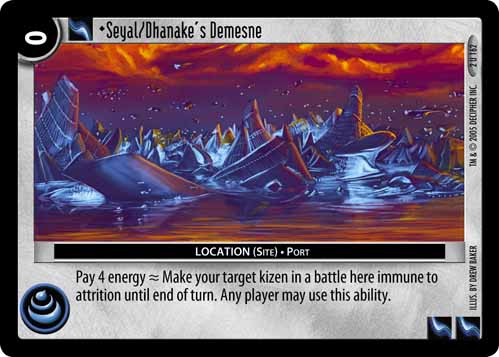 0
•Seyal/Dhanake´s Demesne
2 U 162
TM & © 2005 DECIPHER INC.
LOCATION (SITE) • PORT
Pay 4 energy ≈ Make your target kizen in a battle here immune to
attrition until end of turn. Any player may use this ability.
ILLUS. BY DREW BAKER